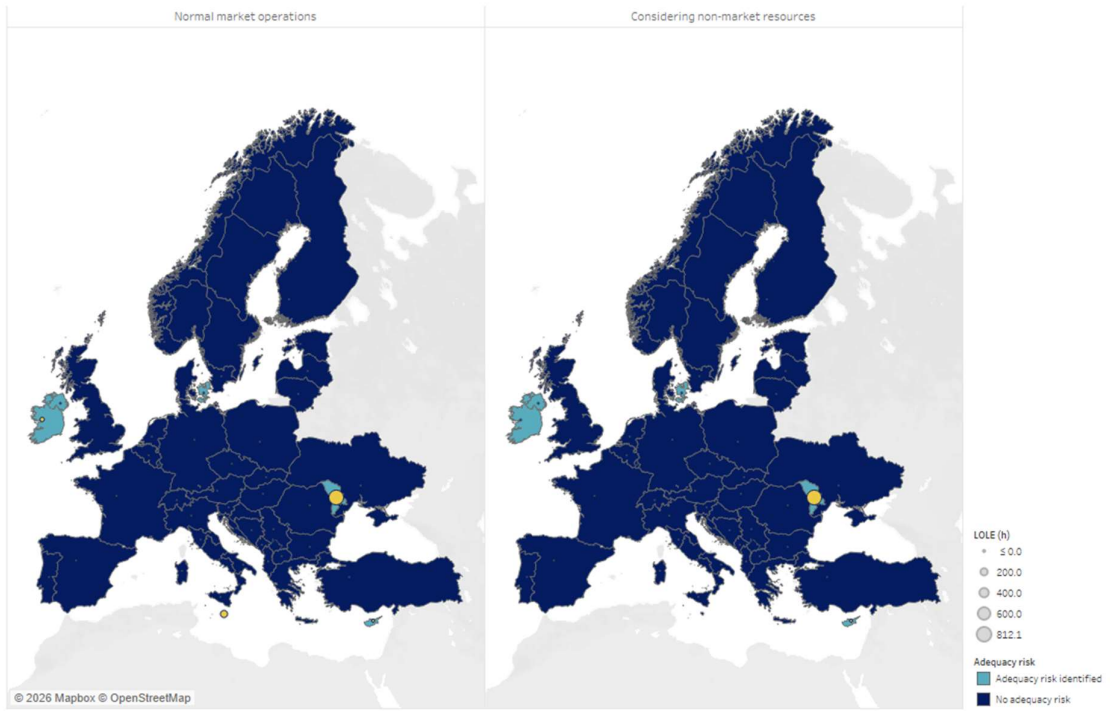 Normal market operations
Considering non-market resources
LOLE (h)
≤ 0.0
200.0
400.0
600.0
812.1
Adequacy risk
Adequacy risk identified
No adequacy risk
© 2026 Mapbox © OpenStreetMap